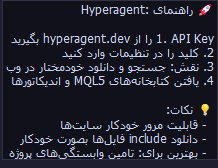 🚀 راهنمای Hyperagent:
1. API Key را از hyperagent.dev بگیرید
2. کلید را در تنظیمات وارد کنید
3. نقش: جستجو و دانلود خودمختار در وب
4. یافتن کتابخانه‌های MQL5 و اندیکاتورها
💡 نکات:
- قابلیت مرور خودکار سایت‌ها
- دانلود include فایل‌ها بصورت خودکار
- بهترین برای: تامین وابستگی‌های پروژه